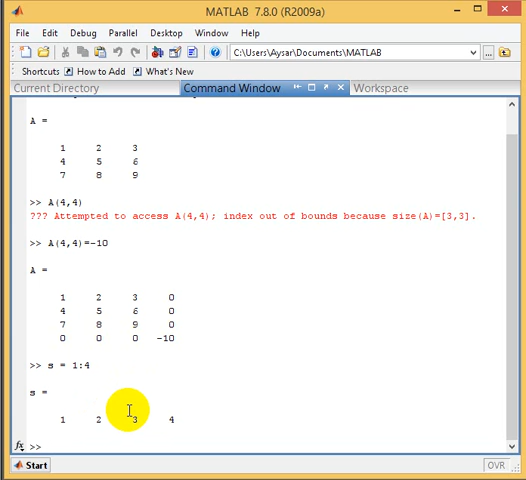 MATLAB 7.8.0 (R2009a)
File Edit Debug Parallel Desktop Window Help
C:\Users\Aysar\Documents\MATLAB
Shortcuts How to Add What's New
Current Directory Command Window Workspace
A =
1 2 3
4 5 6
7 8 9
>> A(4,4)
??? Attempted to access A(4,4); index out of bounds because size(A)=[3,3].
>> A(4,4)=-10
A =
1 2 3 0
4 5 6 0
7 8 9 0
0 0 0 -10
>> s = 1:4
s =
1 2 3 4
fx >>
Start OVR